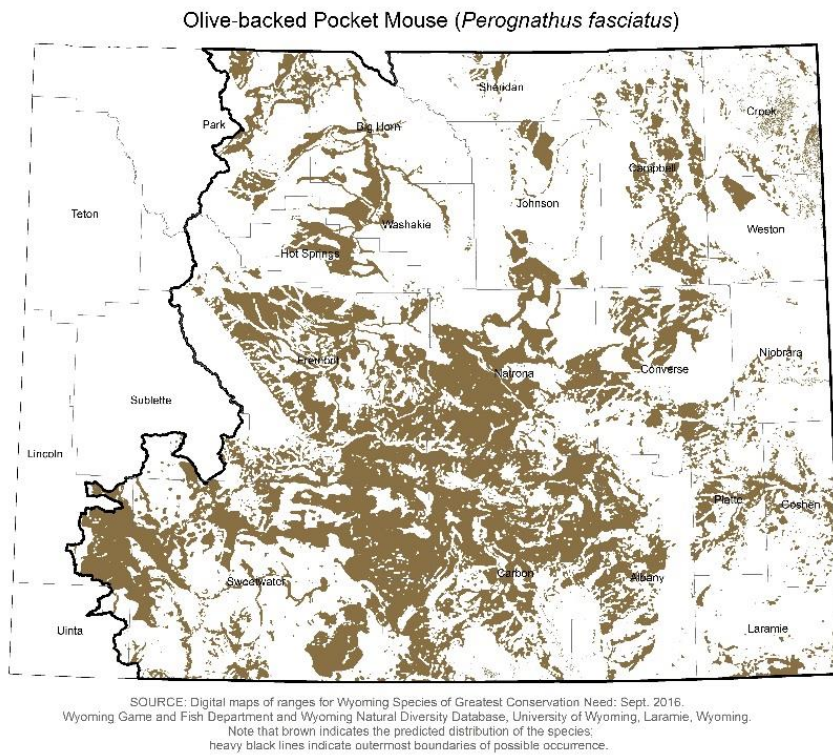 Olive-backed Pocket Mouse (Perognathus fasciatus)
Sheridan
Crook
Park
Big Horn
Campbell
Teton
Johnson
Washakie
Weston
Hot Springs
Fremont
Niobrara
Natrona
Converse
Sublette
Lincoln
Platte
Goshen
Sweetwater
Carbon
Albany
Uinta
Laramie
SOURCE: Digital maps of ranges for Wyoming Species of Greatest Conservation Need: Sept. 2016.
Wyoming Game and Fish Department and Wyoming Natural Diversity Database, University of Wyoming, Laramie, Wyoming.
Note that brown indicates the predicted distribution of the species;
heavy black lines indicate outermost boundaries of possible occurrence.